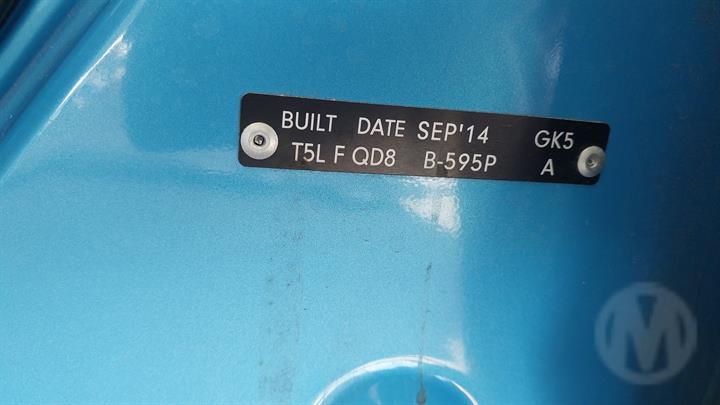 BUILT DATE SEP'14 GK5
T5L F QD8 B-595P A
M